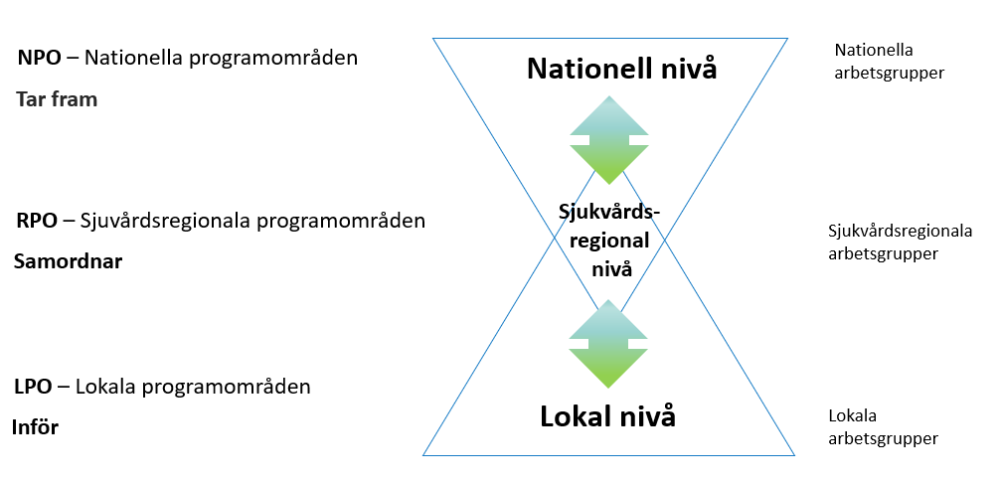 NPO – Nationella programområden
Tar fram
Nationell nivå
Nationella
arbetsgrupper
RPO – Sjuvårdsregionala programområden
Samordnar
Sjukvårds-
regional
nivå
Sjukvårdsregionala
arbetsgrupper
LPO – Lokala programområden
Inför
Lokal nivå
Lokala
arbetsgrupper